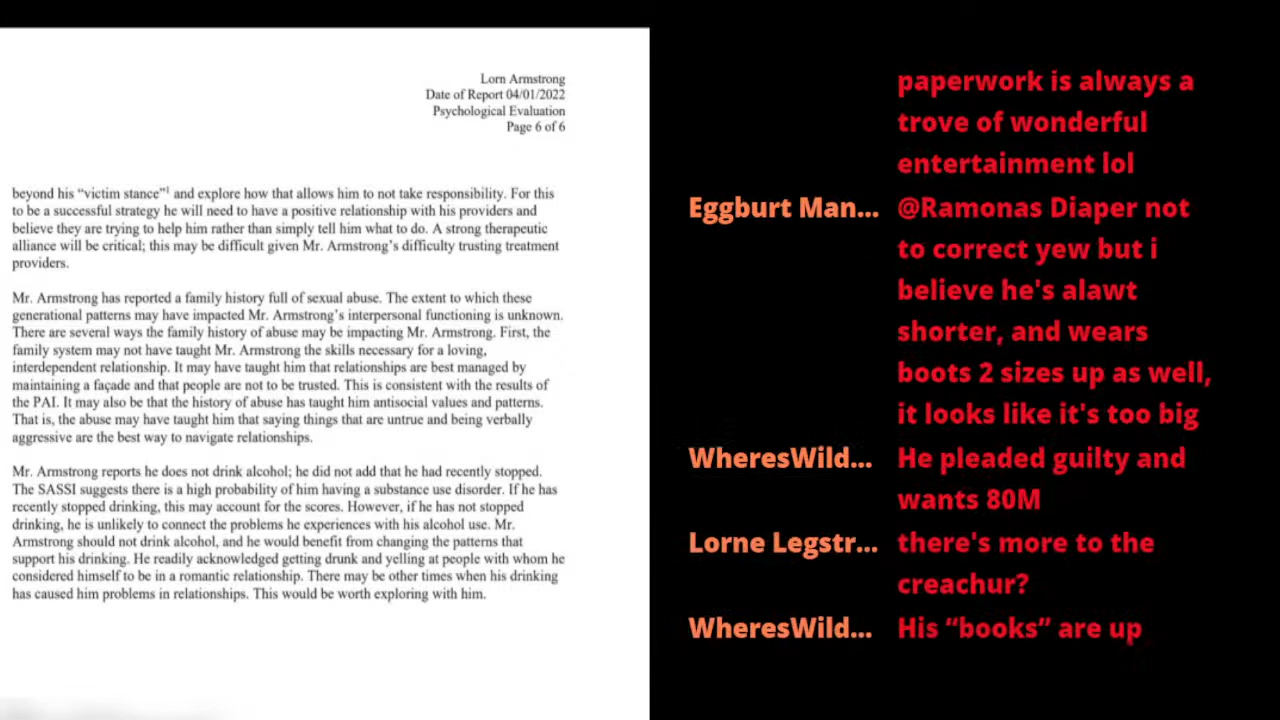 Lorn Armstrong
Date of Report 04/01/2022
Psychological Evaluation
Page 6 of 6
beyond his “victim stance”¹ and explore how that allows him to not take responsibility. For this
to be a successful strategy he will need to have a positive relationship with his providers and
believe they are trying to help him rather than simply tell him what to do. A strong therapeutic
alliance will be critical; this may be difficult given Mr. Armstrong’s difficulty trusting treatment
providers.
Mr. Armstrong has reported a family history full of sexual abuse. The extent to which these
generational patterns may have impacted Mr. Armstrong’s interpersonal functioning is unknown.
There are several ways the family history of abuse may be impacting Mr. Armstrong. First, the
family system may not have taught Mr. Armstrong the skills necessary for a loving,
interdependent relationship. It may have taught him that relationships are best managed by
maintaining a façade and that people are not to be trusted. This is consistent with the results of
the PAI. It may also be that the history of abuse has taught him antisocial values and patterns.
That is, the abuse may have taught him that saying things that are untrue and being verbally
aggressive are the best way to navigate relationships.
Mr. Armstrong reports he does not drink alcohol; he did not add that he had recently stopped.
The SASSI suggests there is a high probability of him having a substance use disorder. If he has
recently stopped drinking, this may account for the scores. However, if he has not stopped
drinking, he is unlikely to connect the problems he experiences with his alcohol use. Mr.
Armstrong should not drink alcohol, and he would benefit from changing the patterns that
support his drinking. He readily acknowledged getting drunk and yelling at people with whom he
considered himself to be in a romantic relationship. There may be other times when his drinking
has caused him problems in relationships. This would be worth exploring with him.
paperwork is always a
trove of wonderful
entertainment lol
Eggburt Man... @Ramonas Diaper not
to correct yew but i
believe he's alawt
shorter, and wears
boots 2 sizes up as well,
it looks like it's too big
WheresWild... He pleaded guilty and
wants 80M
Lorne Legstr... there's more to the
creachur?
WheresWild... His “books” are up